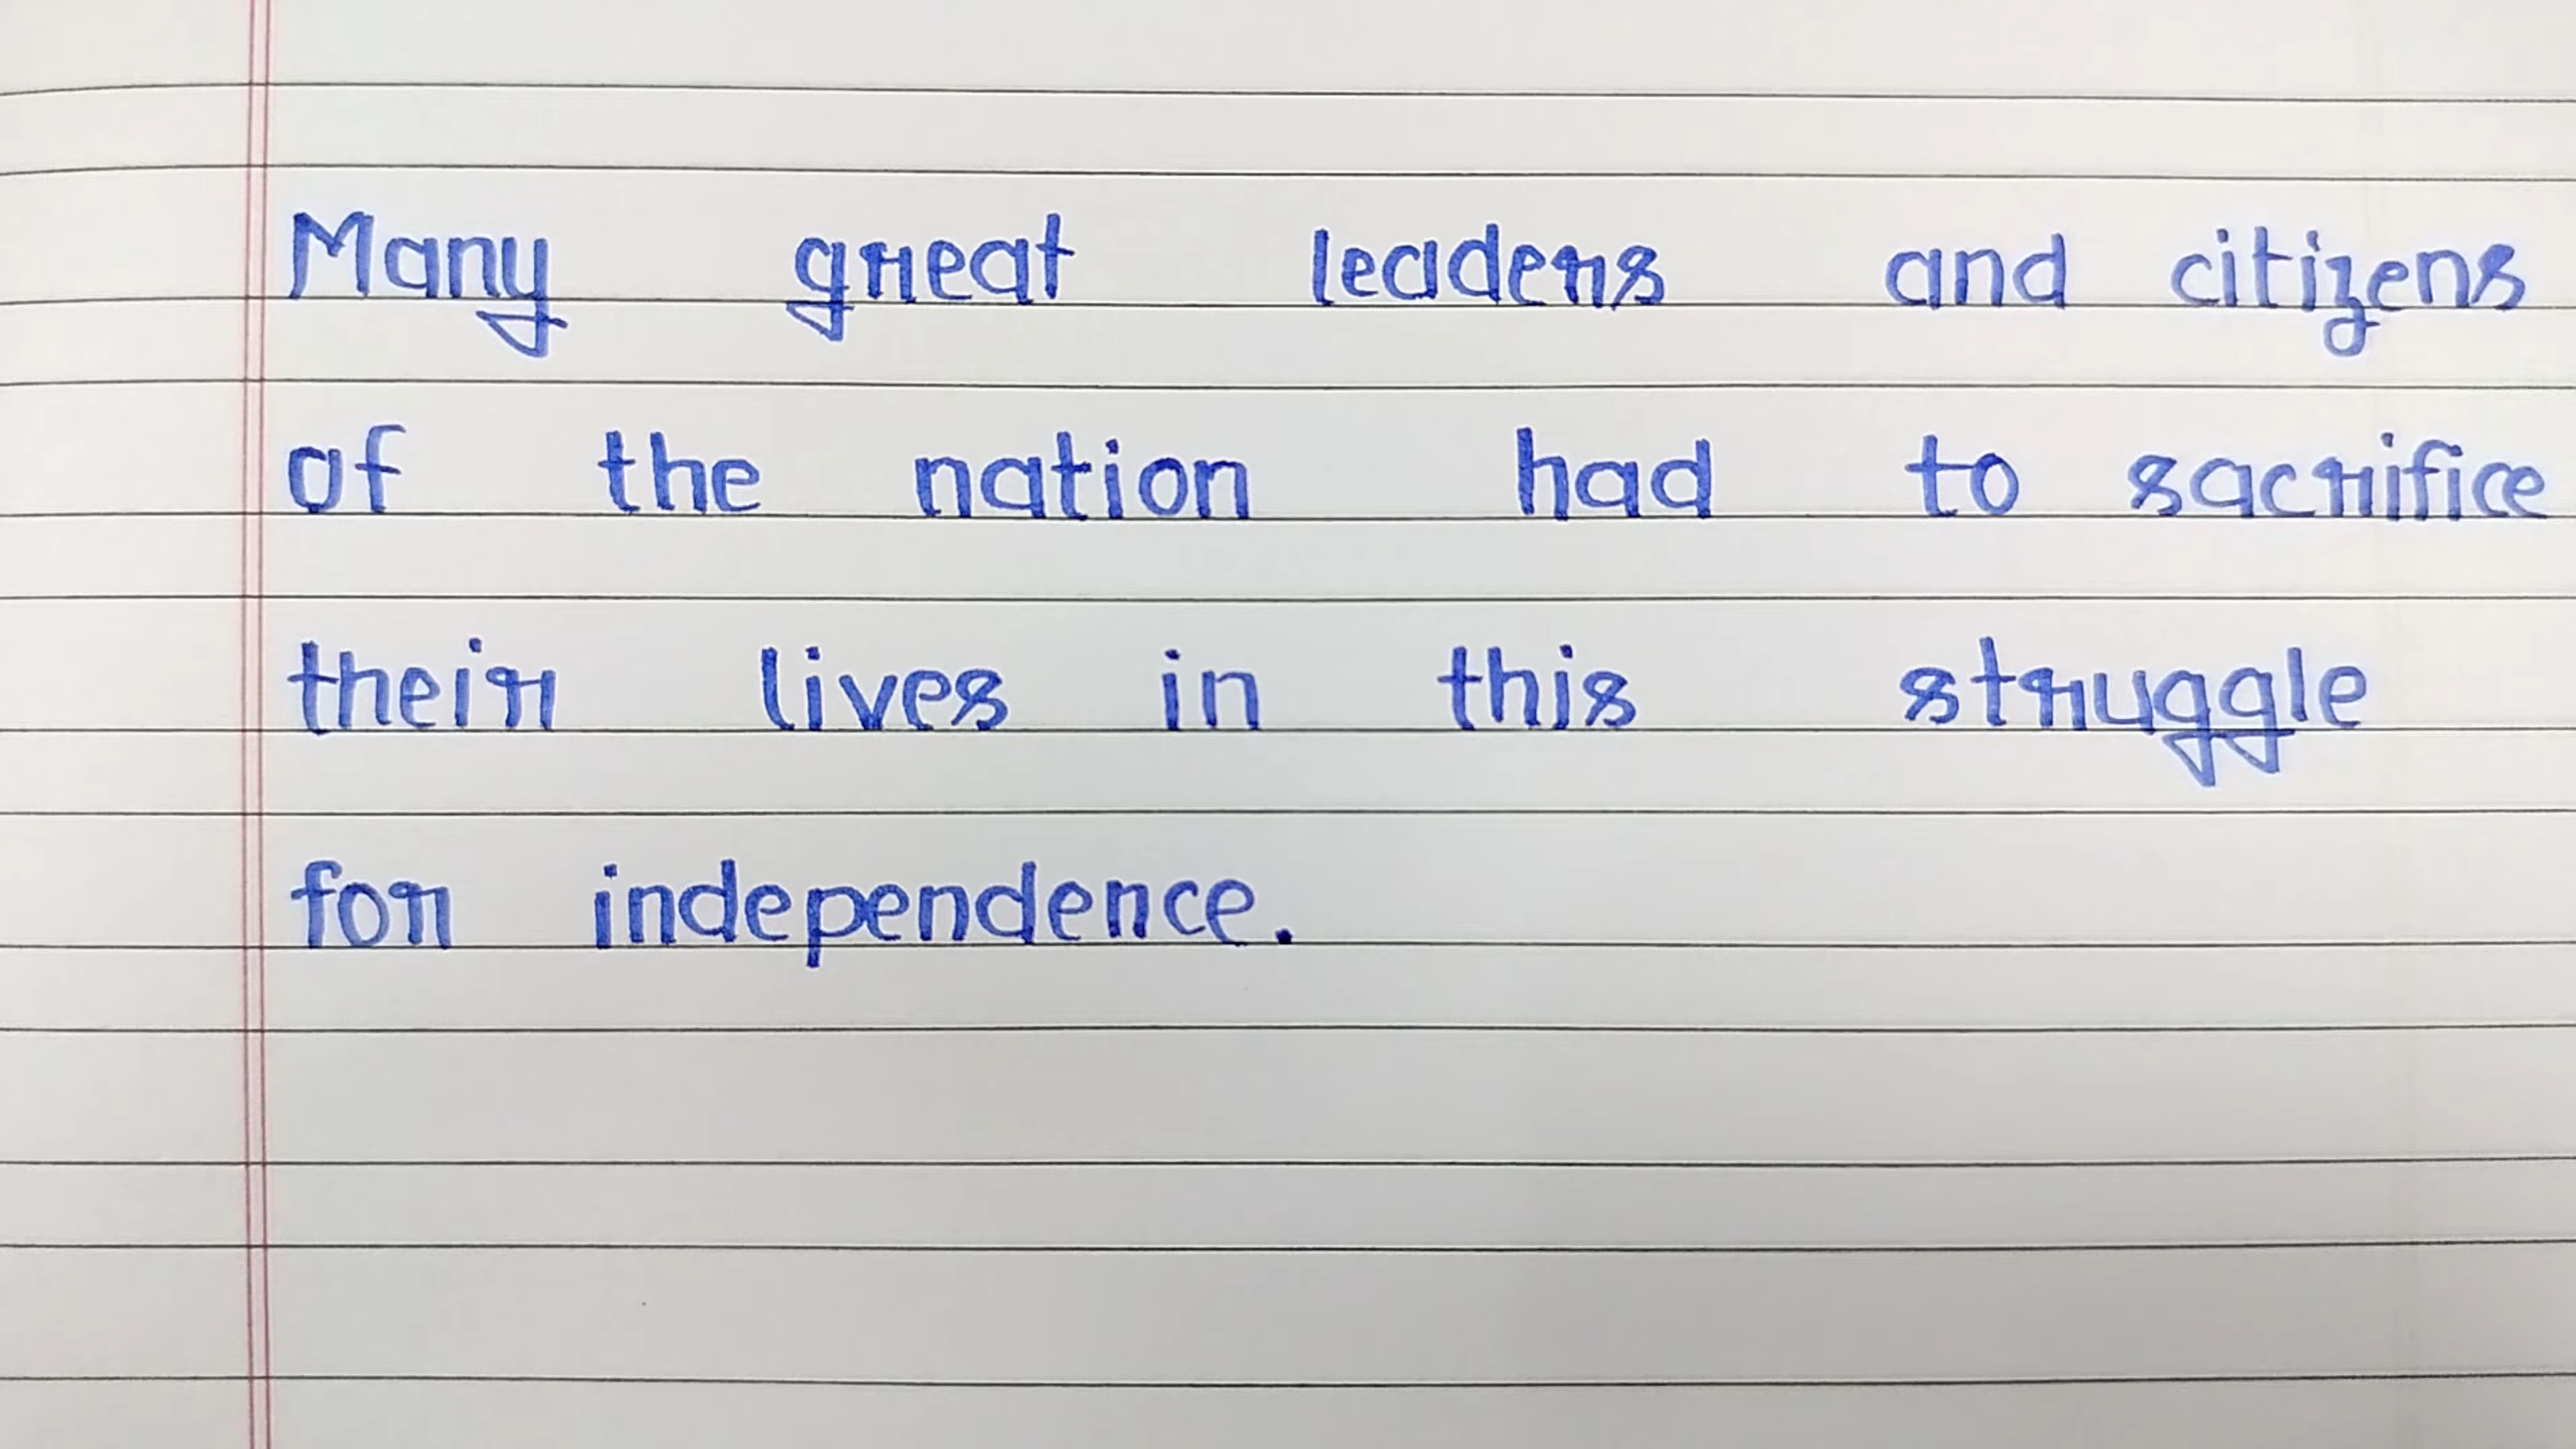 Many great leaders and citizens
of the nation had to sacrifice
their lives in this struggle
for independence.